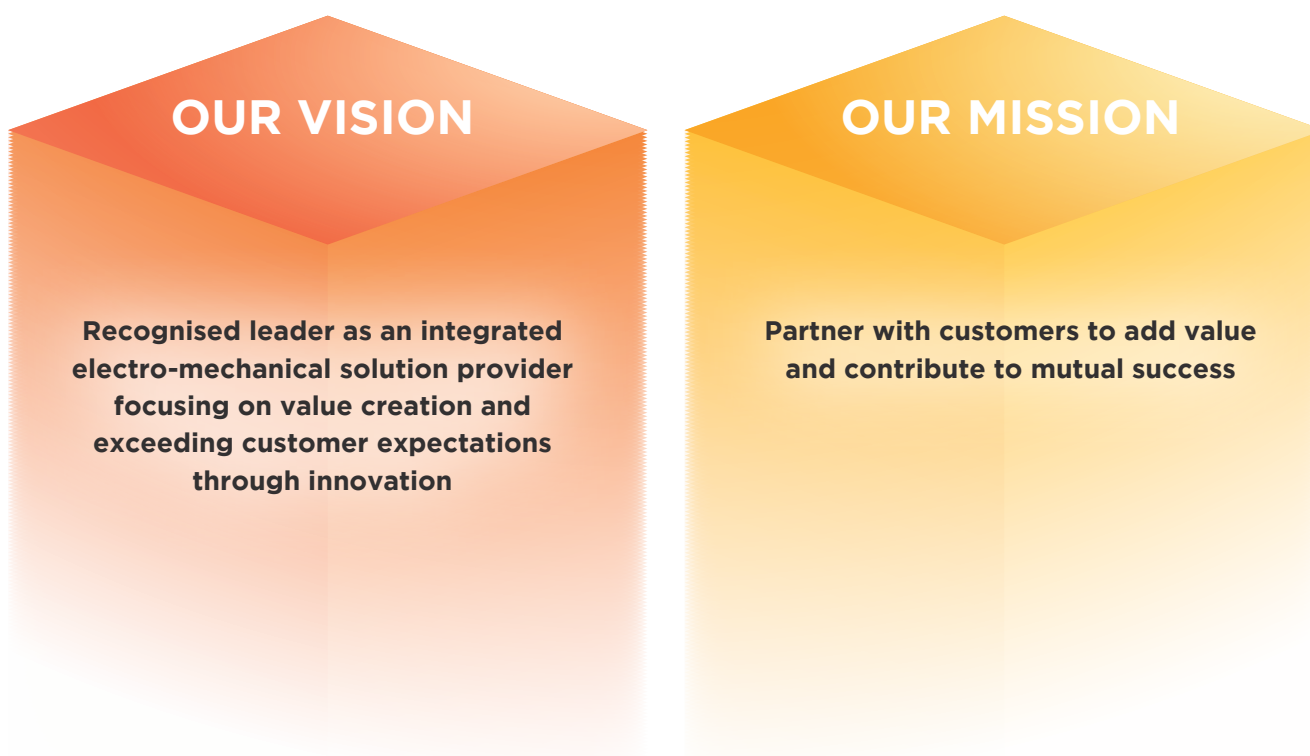 OUR VISION
Recognised leader as an integrated
electro-mechanical solution provider
focusing on value creation and
exceeding customer expectations
through innovation
OUR MISSION
Partner with customers to add value
and contribute to mutual success